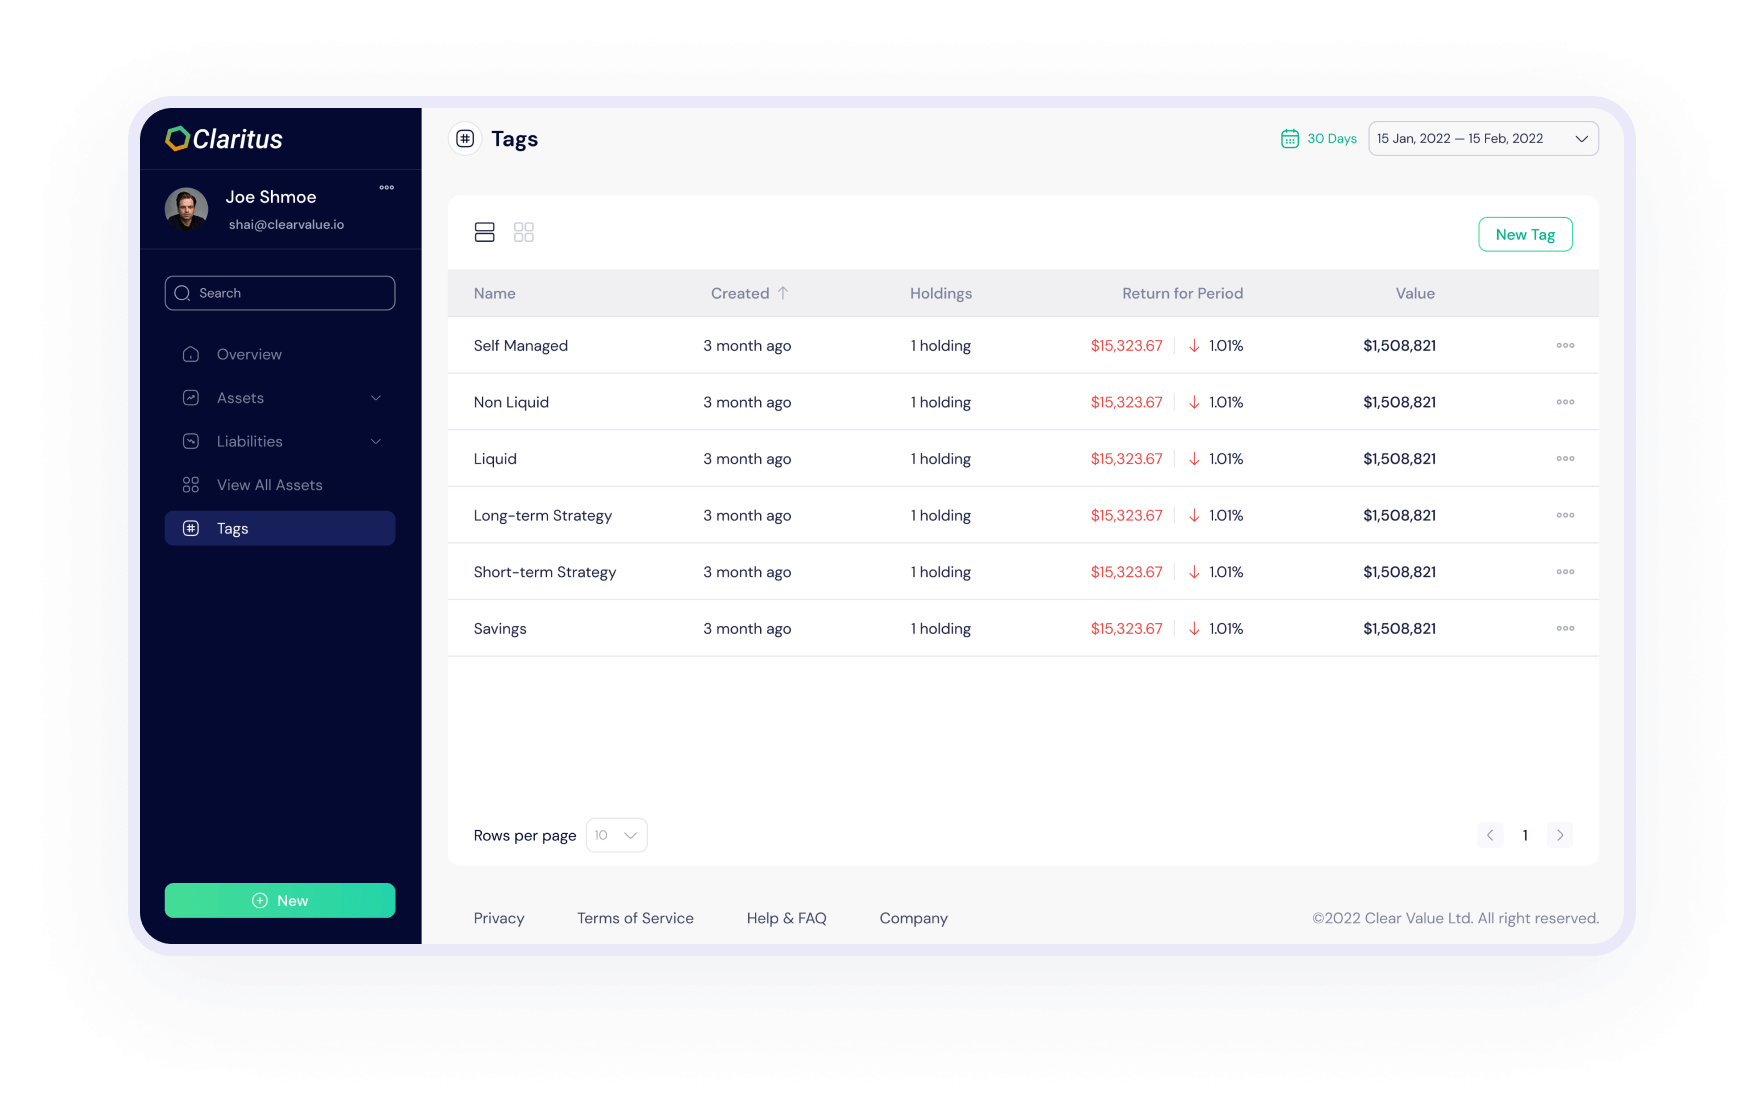 Claritus
Joe Shmoe
shai@clearvalue.io
Search
Overview
Assets
Liabilities
View All Assets
Tags
New
Tags
30 Days
15 Jan, 2022 — 15 Feb, 2022
New Tag
Name Created Holdings Return for Period Value
Self Managed 3 month ago 1 holding $15,323.67 1.01% $1,508,821
Non Liquid 3 month ago 1 holding $15,323.67 1.01% $1,508,821
Liquid 3 month ago 1 holding $15,323.67 1.01% $1,508,821
Long-term Strategy 3 month ago 1 holding $15,323.67 1.01% $1,508,821
Short-term Strategy 3 month ago 1 holding $15,323.67 1.01% $1,508,821
Savings 3 month ago 1 holding $15,323.67 1.01% $1,508,821
Rows per page 10 1
Privacy Terms of Service Help & FAQ Company ©2022 Clear Value Ltd. All right reserved.